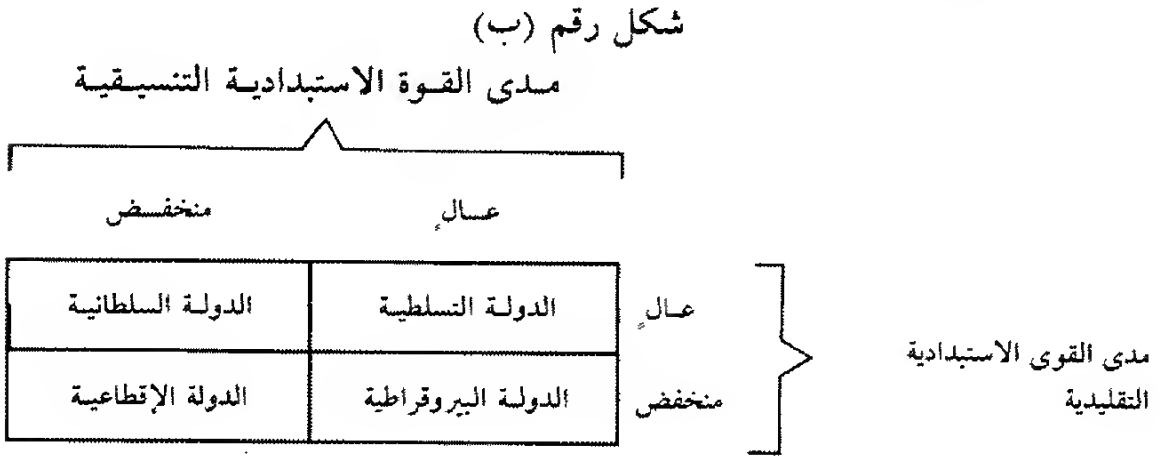 شكل رقم (ب)
مدى القوة الاستبدادية التنسيقية
عالٍ منخفض
عالٍ الدولة التسلطية الدولة السلطانية
مدى القوى الاستبدادية
التقليدية
منخفض الدولة البيروقراطية الدولة الإقطاعية